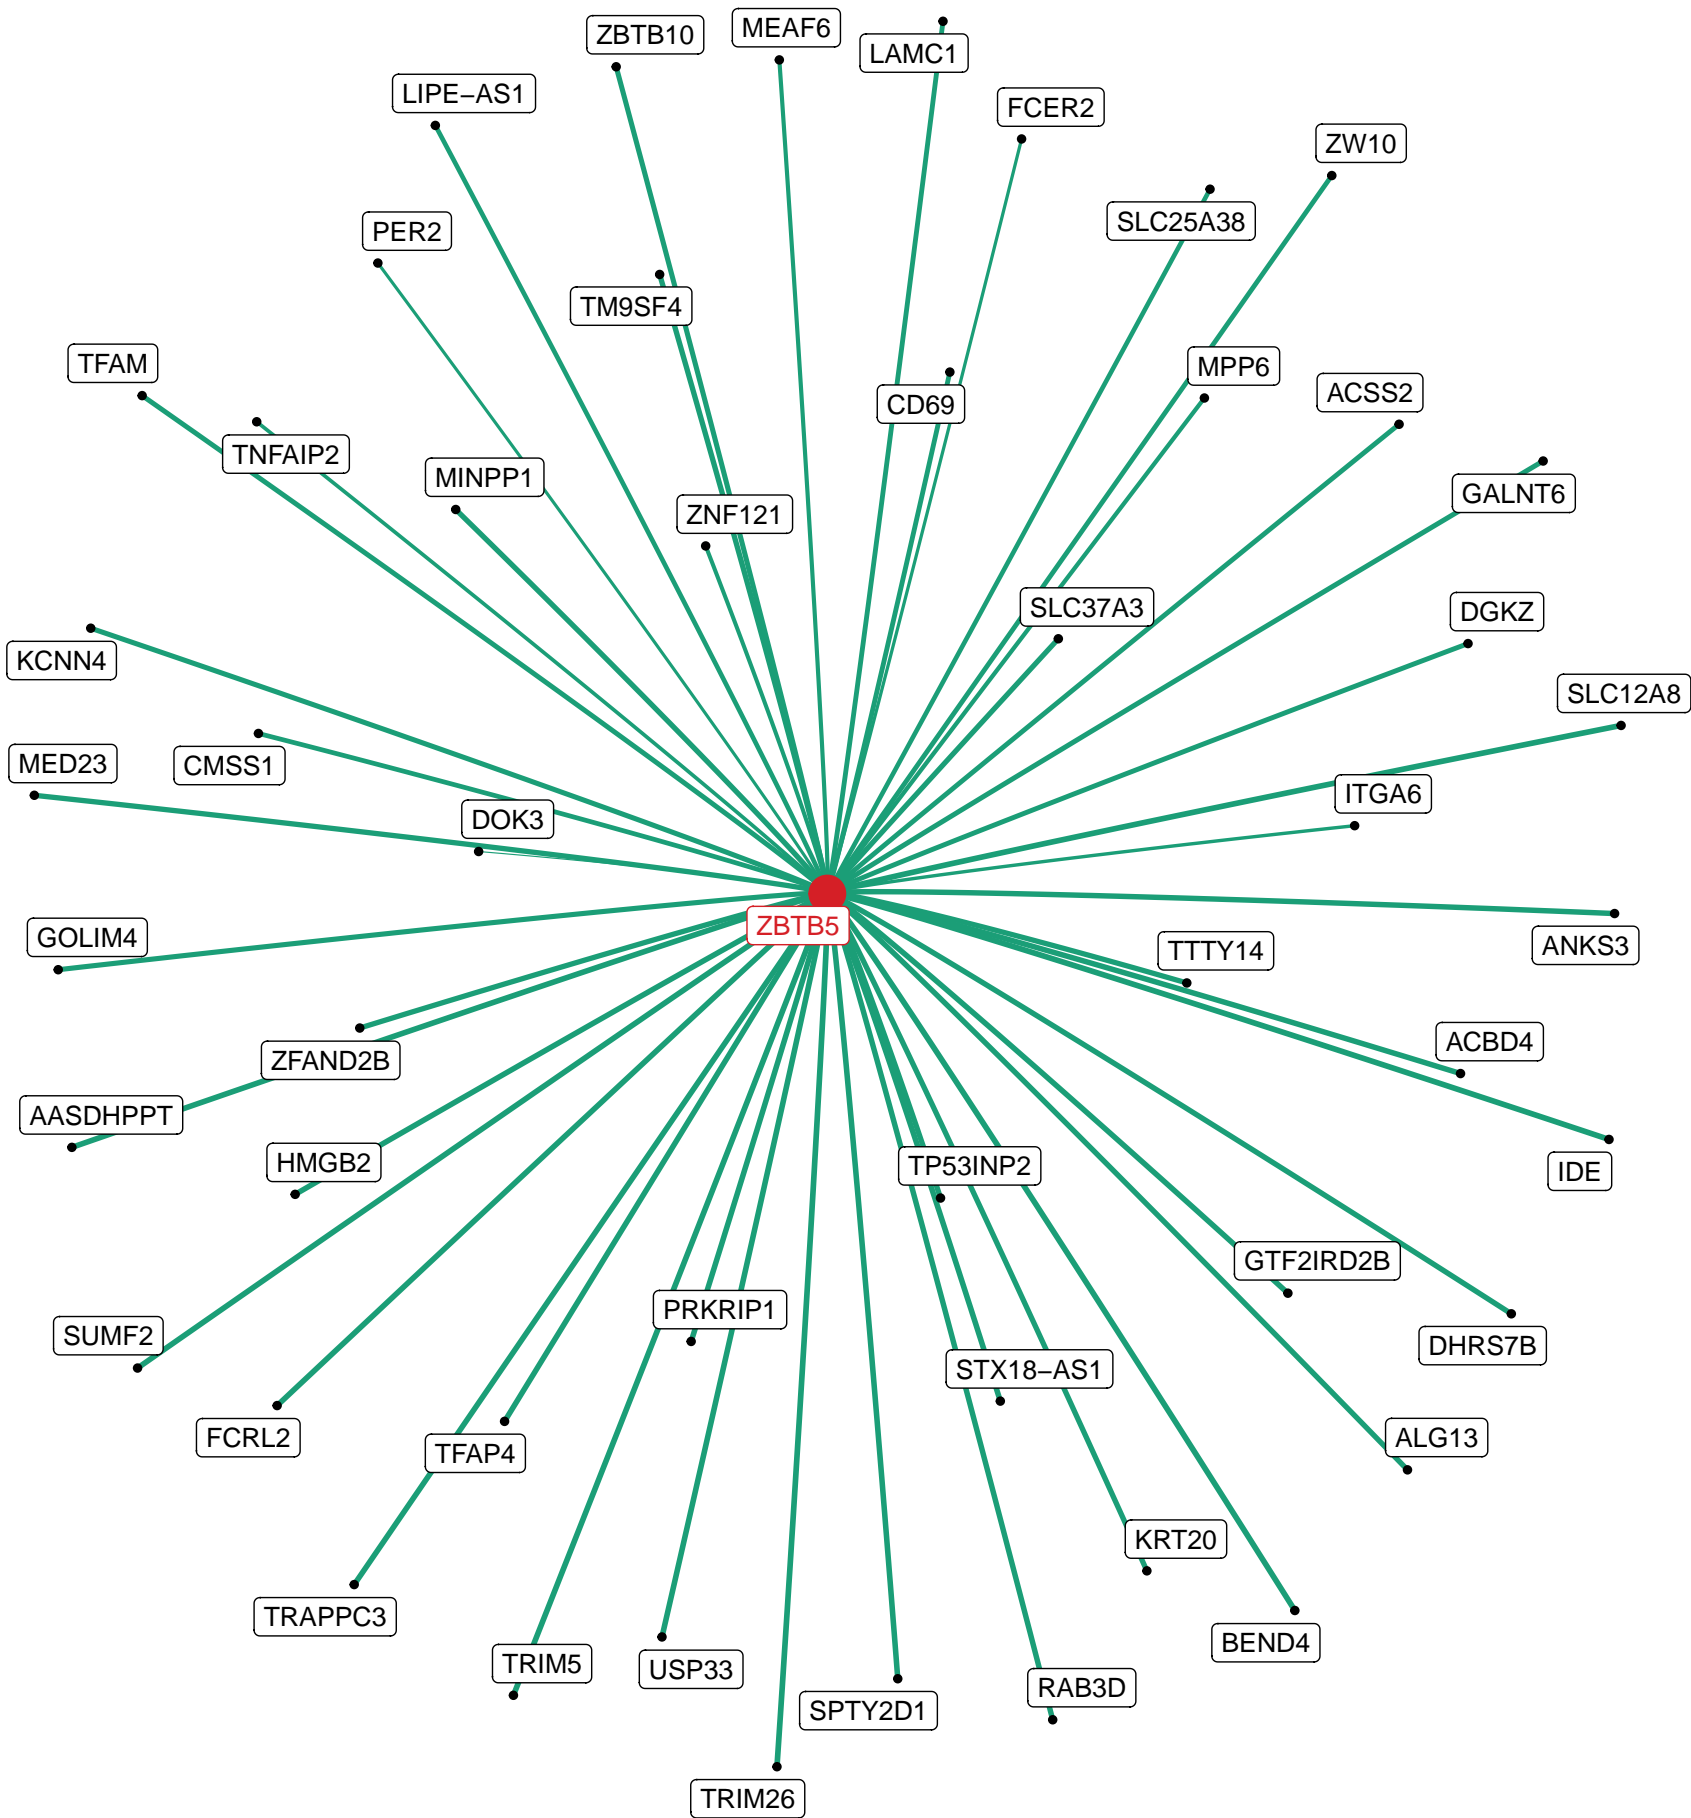 MEAF6
ZBTB10
LAMC1
LIPE−AS1
FCER2
ZW10
SLC25A38
PER2
TM9SF4
TFAM
MPP6
ACSS2
CD69
TNFAIP2
MINPP1
GALNT6
ZNF121
SLC37A3
DGKZ
KCNN4
SLC12A8
MED23
CMSS1
ITGA6
DOK3
ZBTB5
GOLIM4
TTTY14
ANKS3
ACBD4
ZFAND2B
AASDHPPT
HMGB2
TP53INP2
IDE
GTF2IRD2B
PRKRIP1
SUMF2
DHRS7B
STX18−AS1
FCRL2
ALG13
TFAP4
KRT20
TRAPPC3
BEND4
TRIM5
USP33
RAB3D
SPTY2D1
TRIM26